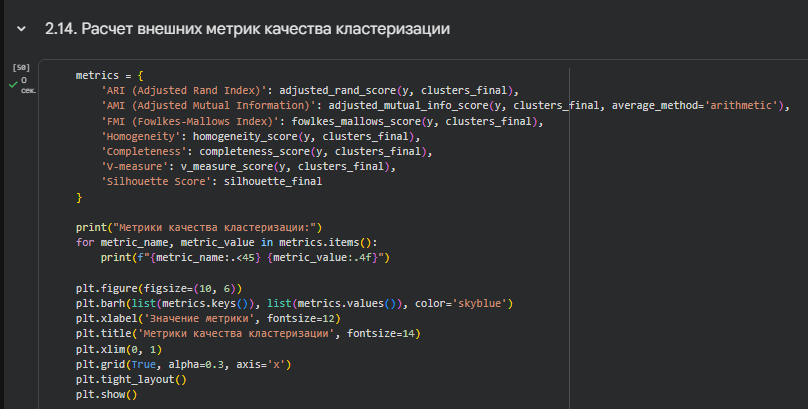 2.14. Расчет внешних метрик качества кластеризации
[50]
0
сек.
metrics = {
    'ARI (Adjusted Rand Index)': adjusted_rand_score(y, clusters_final),
    'AMI (Adjusted Mutual Information)': adjusted_mutual_info_score(y, clusters_final, average_method='arithmetic'),
    'FMI (Fowlkes-Mallows Index)': fowlkes_mallows_score(y, clusters_final),
    'Homogeneity': homogeneity_score(y, clusters_final),
    'Completeness': completeness_score(y, clusters_final),
    'V-measure': v_measure_score(y, clusters_final),
    'Silhouette Score': silhouette_final
}
print("Метрики качества кластеризации:")
for metric_name, metric_value in metrics.items():
    print(f"{metric_name:.<45} {metric_value:.4f}")
plt.figure(figsize=(10, 6))
plt.barh(list(metrics.keys()), list(metrics.values()), color='skyblue')
plt.xlabel('Значение метрики', fontsize=12)
plt.title('Метрики качества кластеризации', fontsize=14)
plt.xlim(0, 1)
plt.grid(True, alpha=0.3, axis='x')
plt.tight_layout()
plt.show()